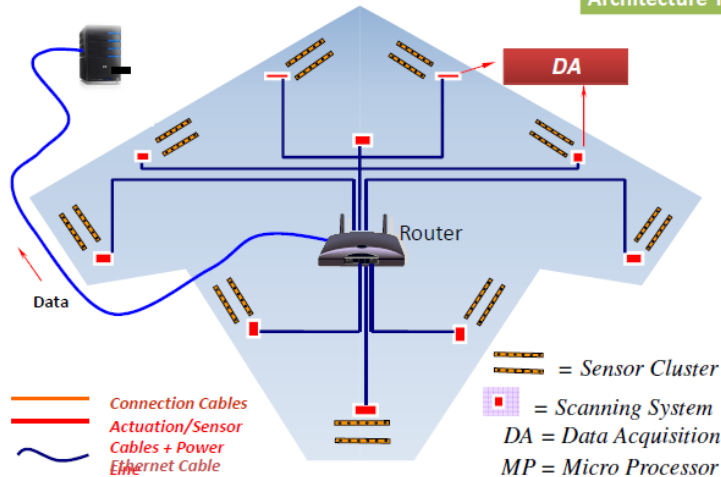 Architecture
DA
Router
Data
Connection Cables
Actuation/Sensor
Cables + Power
Line
Ethernet Cable
= Sensor Cluster
= Scanning System
DA = Data Acquisition
MP = Micro Processor